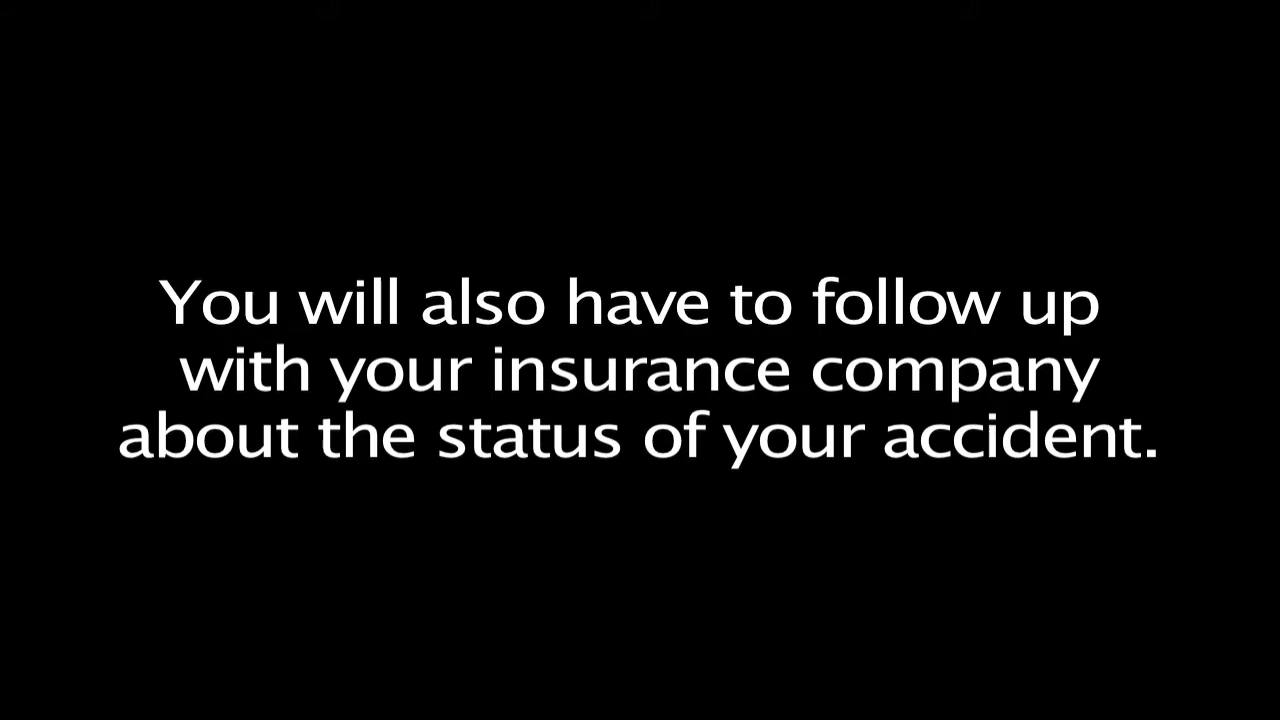 You will also have to follow up
with your insurance company
about the status of your accident.